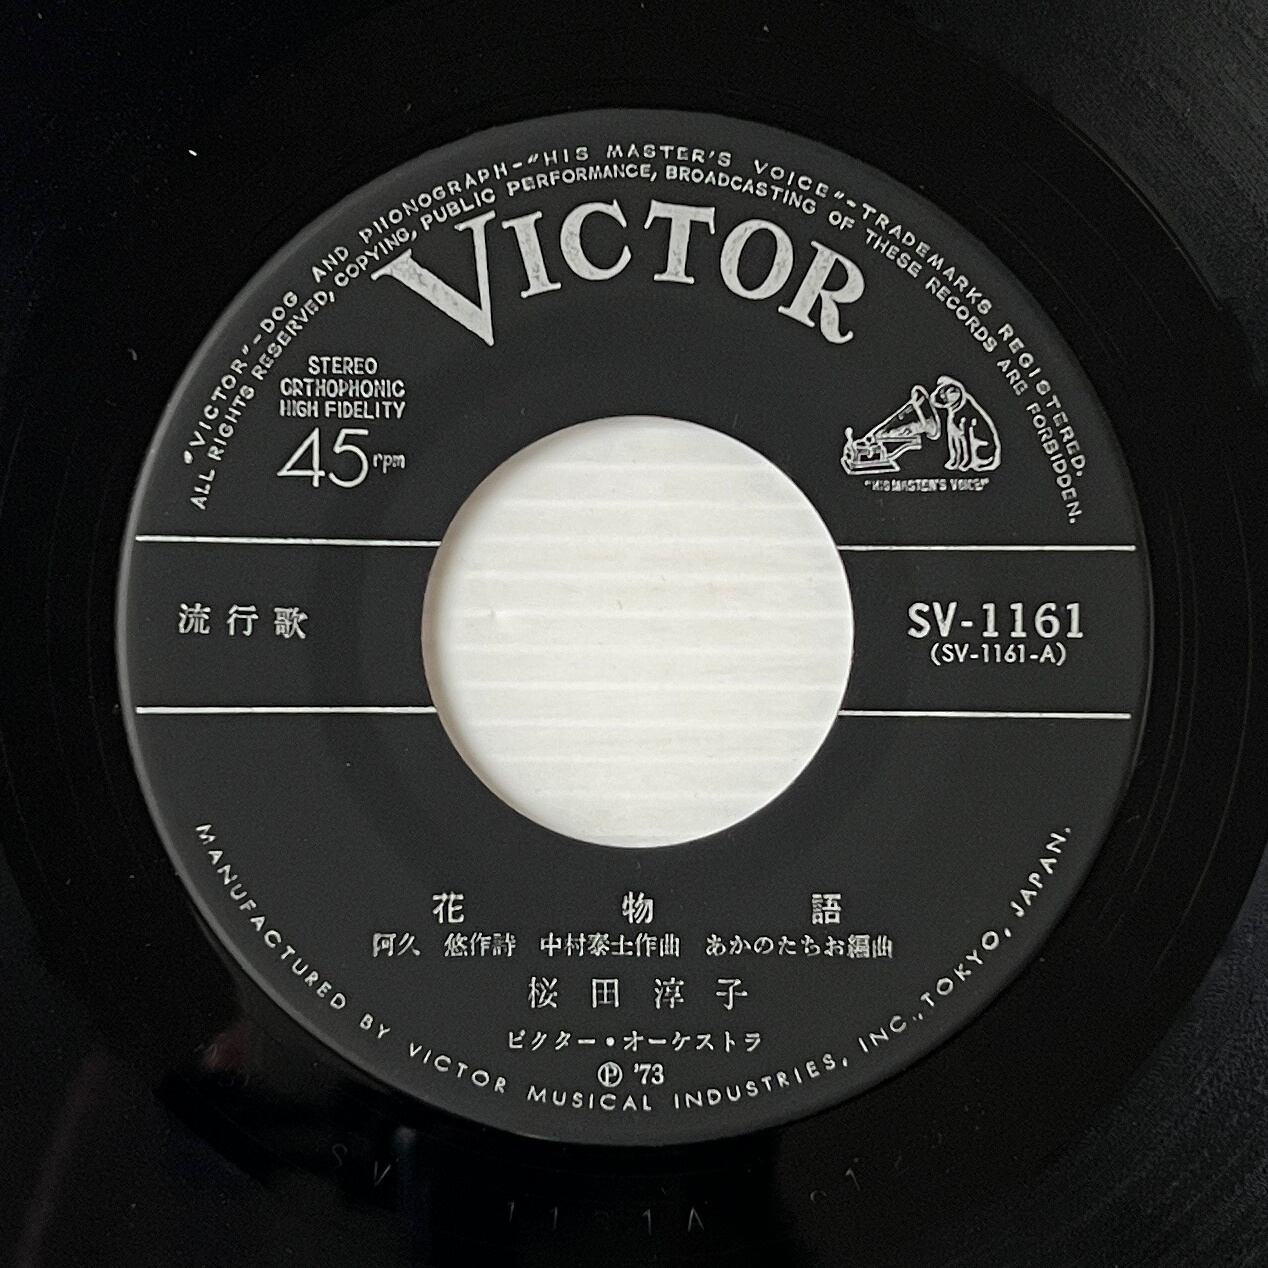 "VICTOR"-DOG AND PHONOGRAPH-"HIS MASTER'S VOICE"-TRADEMARKS REGISTERED.
ALL RIGHTS RESERVED, COPYING, PUBLIC PERFORMANCE, BROADCASTING OF THESE RECORDS ARE FORBIDDEN.
VICTOR
STEREO
ORTHOPHONIC
HIGH FIDELITY
45rpm
"HIS MASTER'S VOICE"
流行歌
SV-1161
(SV-1161-A)
花物語
阿久 悠作詩 中村泰士作曲 あかのたちお編曲
桜田淳子
ビクター・オーケストラ
Ⓟ '73
MANUFACTURED BY VICTOR MUSICAL INDUSTRIES, INC., TOKYO, JAPAN.